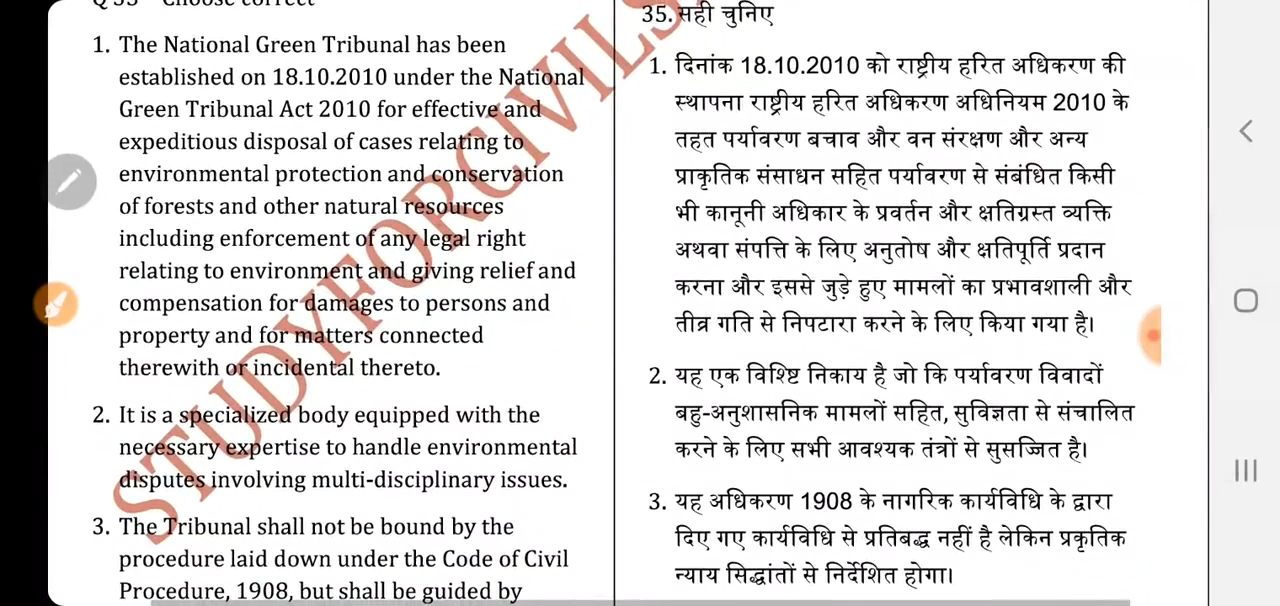 Q 35 Choose correct
1. The National Green Tribunal has been
established on 18.10.2010 under the National
Green Tribunal Act 2010 for effective and
expeditious disposal of cases relating to
environmental protection and conservation
of forests and other natural resources
including enforcement of any legal right
relating to environment and giving relief and
compensation for damages to persons and
property and for matters connected
therewith or incidental thereto.
2. It is a specialized body equipped with the
necessary expertise to handle environmental
disputes involving multi-disciplinary issues.
3. The Tribunal shall not be bound by the
procedure laid down under the Code of Civil
Procedure, 1908, but shall be guided by
35. सही चुनिए
1. दिनांक 18.10.2010 को राष्ट्रीय हरित अधिकरण की
स्थापना राष्ट्रीय हरित अधिकरण अधिनियम 2010 के
तहत पर्यावरण बचाव और वन संरक्षण और अन्य
प्राकृतिक संसाधन सहित पर्यावरण से संबंधित किसी
भी कानूनी अधिकार के प्रवर्तन और क्षतिग्रस्त व्यक्ति
अथवा संपत्ति के लिए अनुतोष और क्षतिपूर्ति प्रदान
करना और इससे जुड़े हुए मामलों का प्रभावशाली और
तीव्र गति से निपटारा करने के लिए किया गया है।
2. यह एक विश्िष्टि निकाय है जो कि पर्यावरण विवादों
बहु-अनुशासनिक मामलों सहित, सुविज्ञता से संचालित
करने के लिए सभी आवश्यक तंत्रों से सुसज्जित है।
3. यह अधिकरण 1908 के नागरिक कार्यविधि के द्वारा
दिए गए कार्यविधि से प्रतिबद्ध नहीं है लेकिन प्रकृतिक
न्याय सिद्धांतों से निर्देशित होगा।
STUDYFORCIVILS